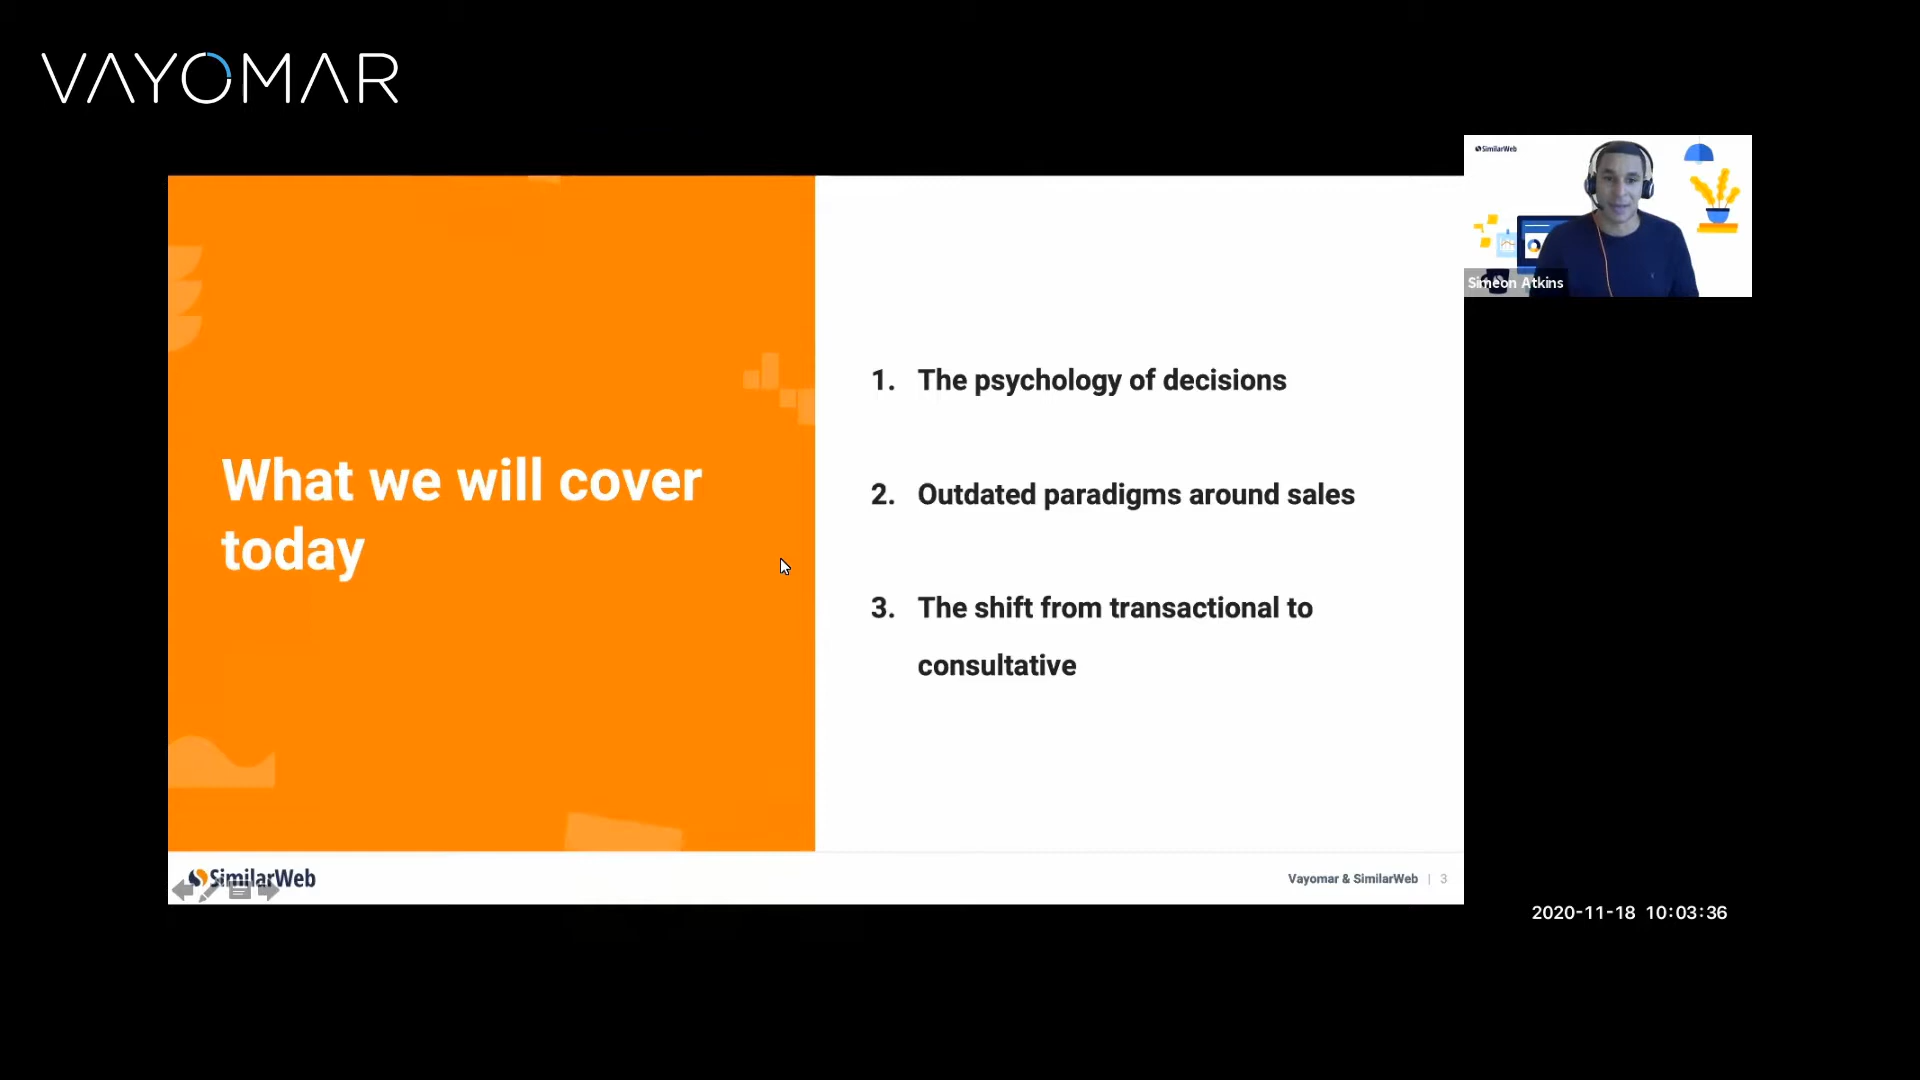 VAYOMAR
SimilarWeb
Simeon Atkins
What we will cover
today
1. The psychology of decisions
2. Outdated paradigms around sales
3. The shift from transactional to
consultative
SimilarWeb
Vayomar & SimilarWeb | 3
2020-11-18 10:03:36